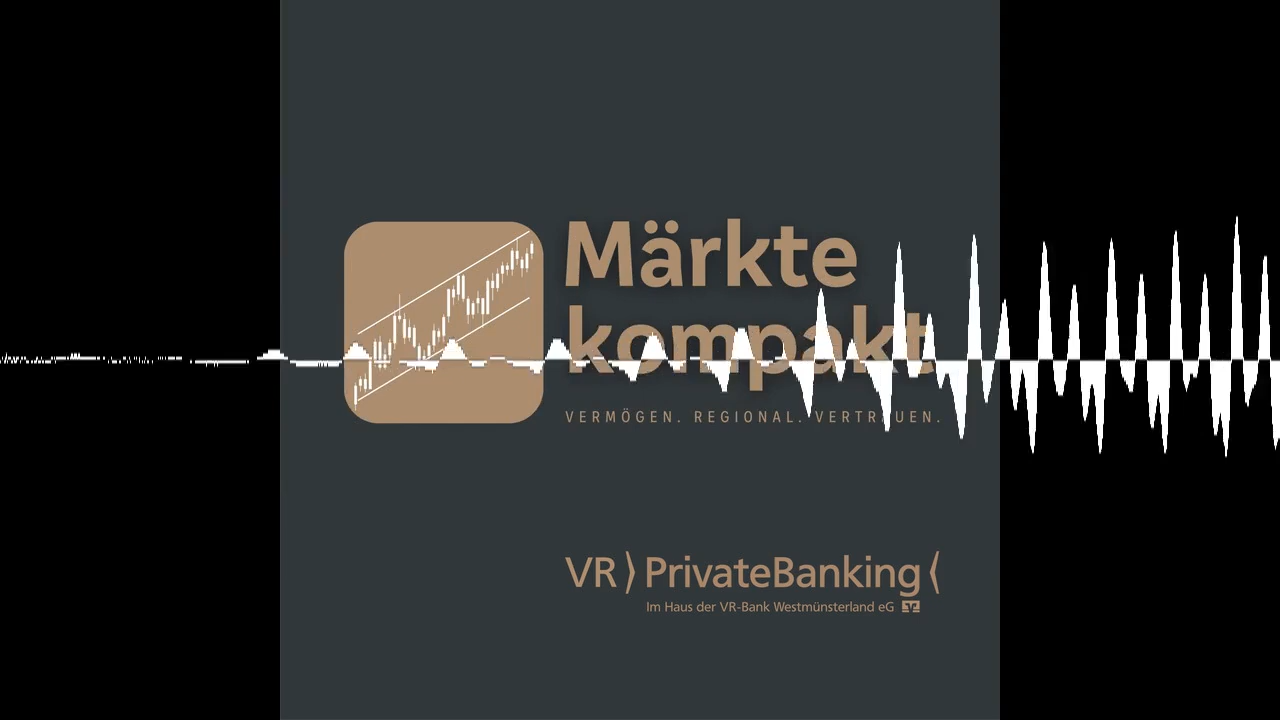 Märkte
kompakt
VERMÖGEN. REGIONAL. VERTRAUEN.
VR PrivateBanking
Im Haus der VR-Bank Westmünsterland eG